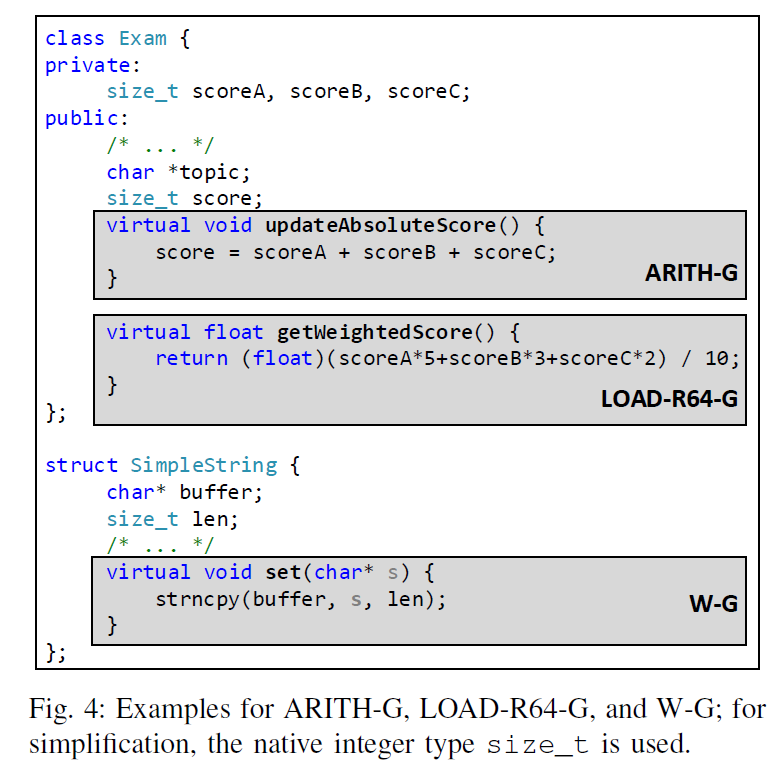 class Exam {
private:
size_t scoreA, scoreB, scoreC;
public:
/* ... */
char *topic;
size_t score;
virtual void updateAbsoluteScore() {
score = scoreA + scoreB + scoreC;
}
ARITH-G
virtual float getWeightedScore() {
return (float)(scoreA*5+scoreB*3+scoreC*2) / 10;
}
LOAD-R64-G
};
struct SimpleString {
char* buffer;
size_t len;
/* ... */
virtual void set(char* s) {
strncpy(buffer, s, len);
W-G
}
};
Fig. 4: Examples for ARITH-G, LOAD-R64-G, and W-G; for
simplification, the native integer type size_t is used.